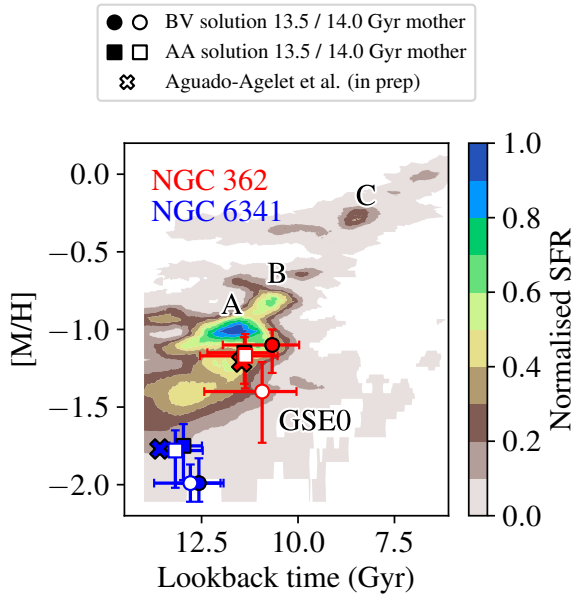 BV solution 13.5 / 14.0 Gyr mother
AA solution 13.5 / 14.0 Gyr mother
Aguado-Agelet et al. (in prep)
NGC 362
NGC 6341
A
B
C
GSE0
0.0
−0.5
−1.0
−1.5
−2.0
[M/H]
12.5
10.0
7.5
Lookback time (Gyr)
1.0
0.8
0.6
0.4
0.2
0.0
Normalised SFR